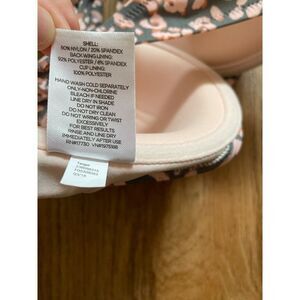 SHELL:
80% NYLON / 20% SPANDEX
BACK WING LINING:
92% POLYESTER / 8% SPANDEX
CUP LINING:
100% POLYESTER
HAND WASH COLD SEPARATELY
ONLY-NON-CHLORINE
BLEACH IF NEEDED
LINE DRY IN SHADE
DO NOT IRON
DO NOT DRY CLEAN
DO NOT WRING OR TWIST
EXCESSIVELY
FOR BEST RESULTS
RINSE AND LINE DRY
IMMEDIATELY AFTER USE
RN#17730